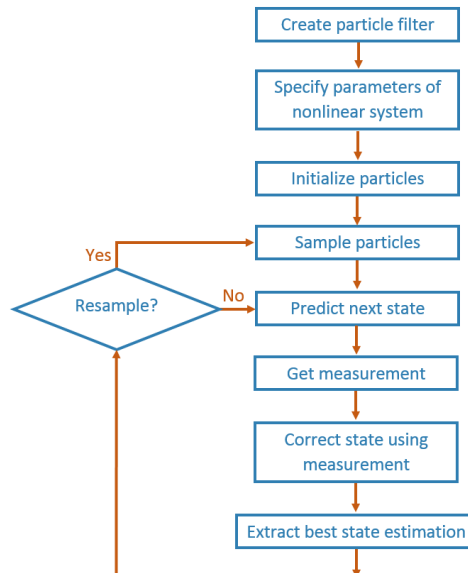 Create particle filter
Specify parameters of
nonlinear system
Initialize particles
Yes
Sample particles
Resample?
No
Predict next state
Get measurement
Correct state using
measurement
Extract best state estimation